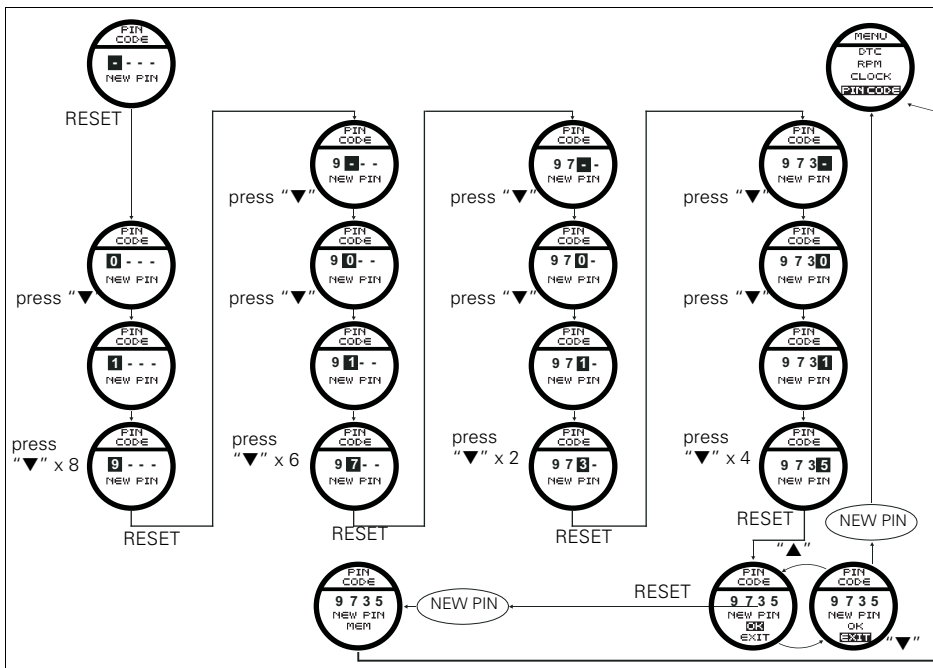 PIN
CODE
- - - -
NEW PIN
RESET
PIN
CODE
0 - - -
NEW PIN
press "▼"
PIN
CODE
1 - - -
NEW PIN
press
"▼" x 8
PIN
CODE
9 - - -
NEW PIN
RESET
PIN
CODE
9 - - -
NEW PIN
press "▼"
PIN
CODE
9 0 - -
NEW PIN
press "▼"
PIN
CODE
9 1 - -
NEW PIN
press
"▼" x 6
PIN
CODE
9 7 - -
NEW PIN
RESET
PIN
CODE
9 7 - -
NEW PIN
press "▼"
PIN
CODE
9 7 0 -
NEW PIN
press "▼"
PIN
CODE
9 7 1 -
NEW PIN
press
"▼" x 2
PIN
CODE
9 7 3 -
NEW PIN
RESET
PIN
CODE
9 7 3 -
NEW PIN
press "▼"
PIN
CODE
9 7 3 0
NEW PIN
press "▼"
PIN
CODE
9 7 3 1
NEW PIN
press
"▼" x 4
PIN
CODE
9 7 3 5
NEW PIN
RESET
"▲"
PIN
CODE
9 7 3 5
NEW PIN
OK
EXIT
RESET
NEW PIN
PIN
CODE
9 7 3 5
NEW PIN
MEM
PIN
CODE
9 7 3 5
NEW PIN
OK
EXIT
"▼"
NEW PIN
MENU
DTC
RPM
CLOCK
PIN CODE